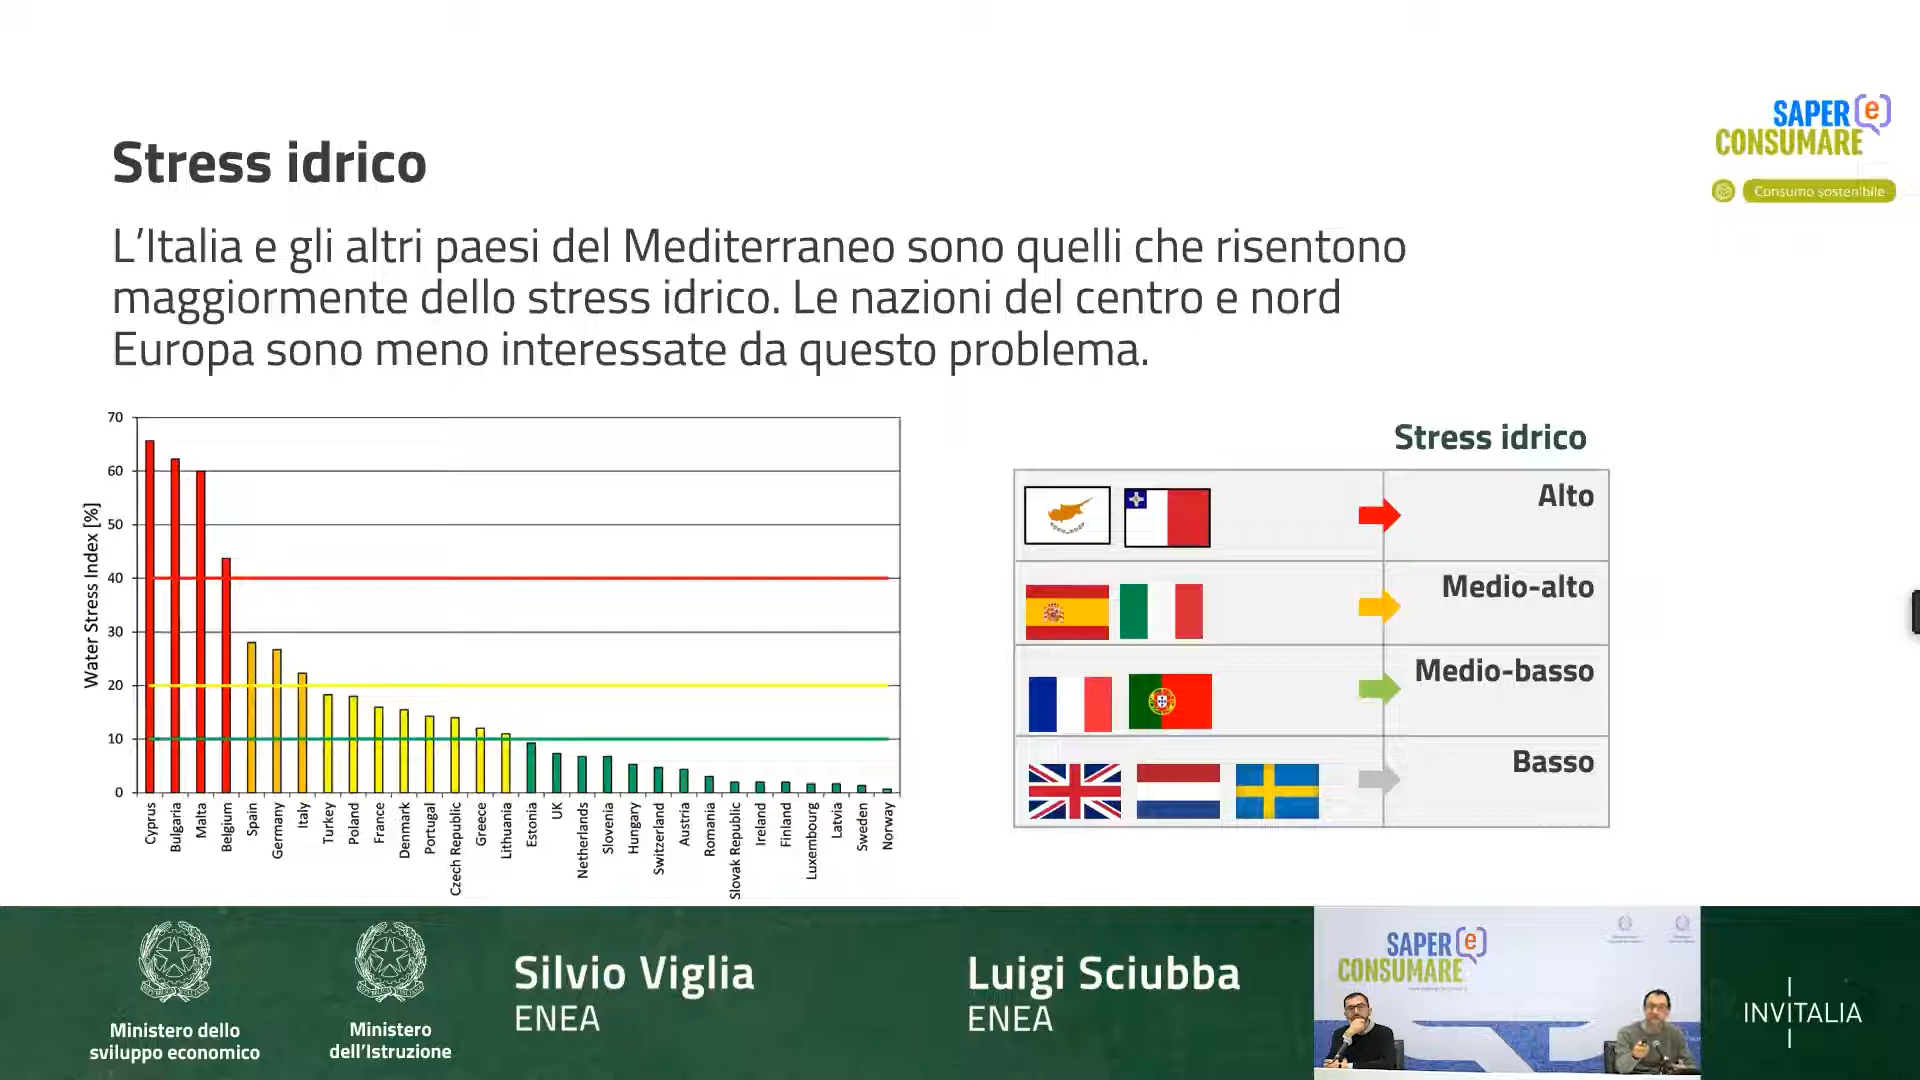 SAPER e
CONSUMARE
Consumo sostenibile
Stress idrico
L'Italia e gli altri paesi del Mediterraneo sono quelli che risentono
maggiormente dello stress idrico. Le nazioni del centro e nord
Europa sono meno interessate da questo problema.
70
60
50
40
30
20
10
0
Water Stress Index [%]
Cyprus
Bulgaria
Malta
Belgium
Spain
Germany
Italy
Turkey
Poland
France
Denmark
Portugal
Czech Republic
Greece
Lithuania
Estonia
UK
Netherlands
Slovenia
Hungary
Switzerland
Austria
Romania
Slovak Republic
Ireland
Finland
Luxembourg
Latvia
Sweden
Norway
Stress idrico
Alto
Medio-alto
Medio-basso
Basso
Ministero dello
sviluppo economico
Ministero
dell'Istruzione
Silvio Viglia
ENEA
Luigi Sciubba
ENEA
SAPER e
CONSUMARE
INVITALIA